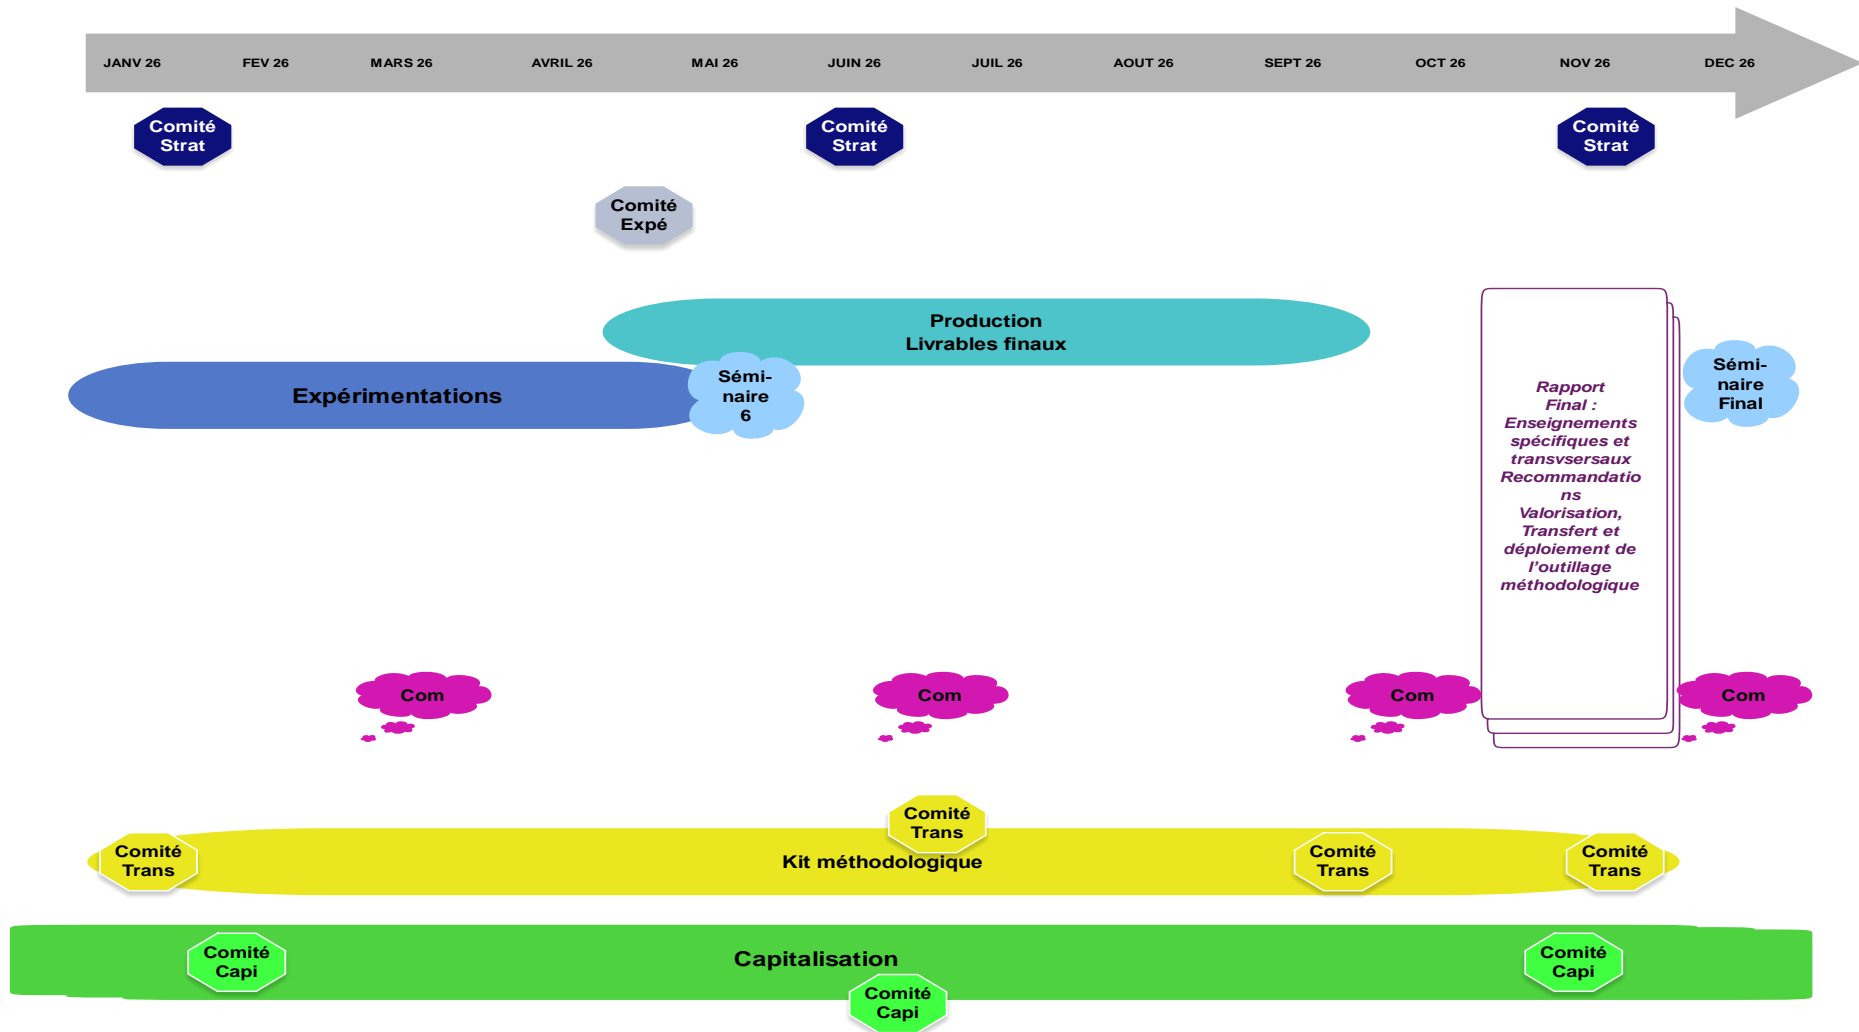 JANV 26 FEV 26 MARS 26 AVRIL 26 MAI 26 JUIN 26 JUIL 26 AOUT 26 SEPT 26 OCT 26 NOV 26 DEC 26
Comité
Strat
Comité
Strat
Comité
Strat
Comité
Expé
Production
Livrables finaux
Expérimentations
Sémi-
naire
6
Rapport
Final :
Enseignements
spécifiques et
transvsersaux
Recommandatio
ns
Valorisation,
Transfert et
déploiement de
l’outillage
méthodologique
Sémi-
naire
Final
Com
Com
Com
Com
Comité
Trans
Kit méthodologique
Comité
Trans
Comité
Trans
Comité
Trans
Comité
Capi
Capitalisation
Comité
Capi
Comité
Capi